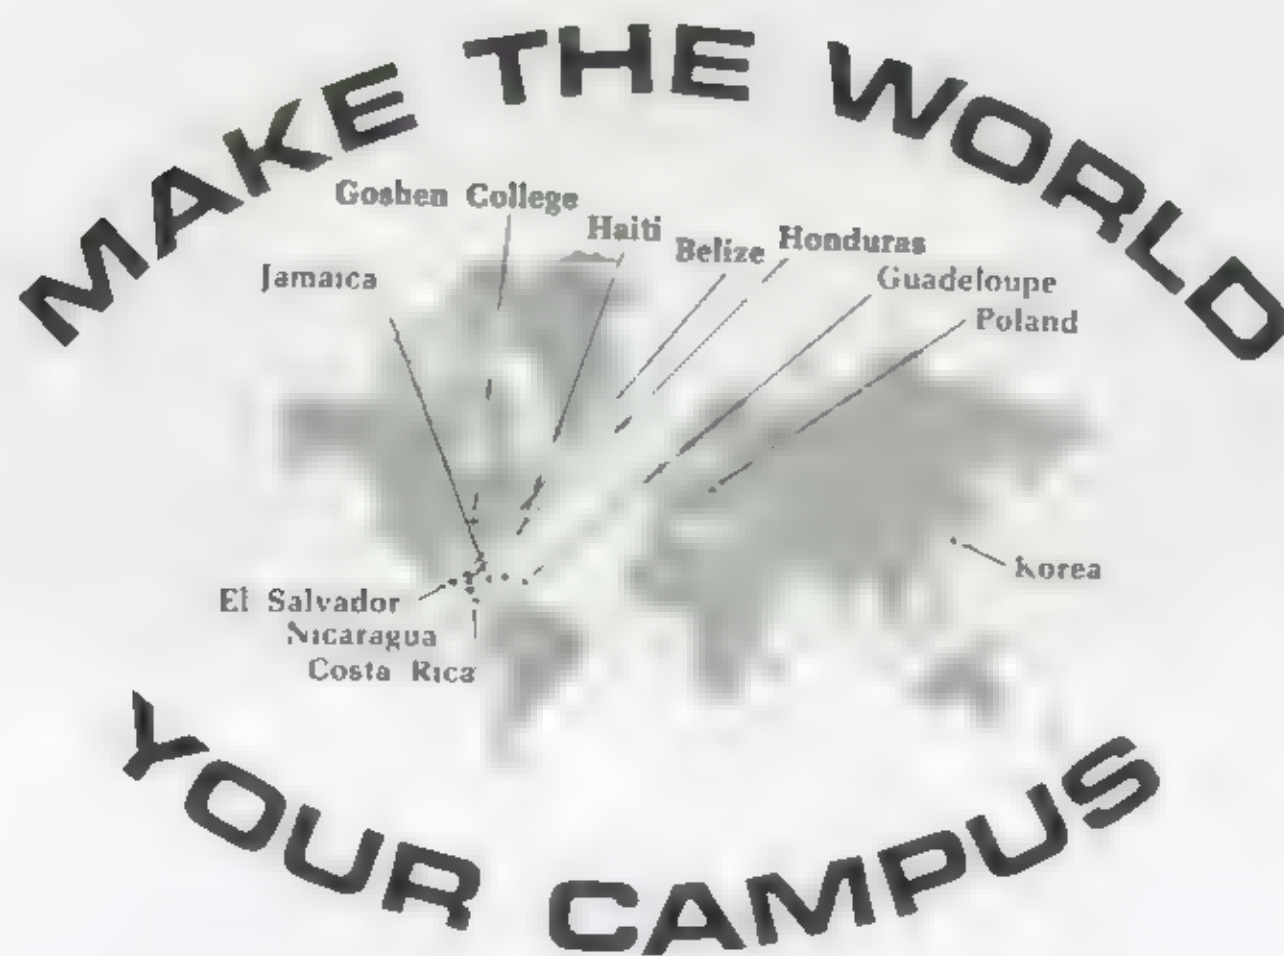 MAKE THE WORLD
Goshen College
Haiti
Belize
Honduras
Jamaica
Guadeloupe
Poland
Korea
El Salvador
Nicaragua
Costa Rica
YOUR CAMPUS